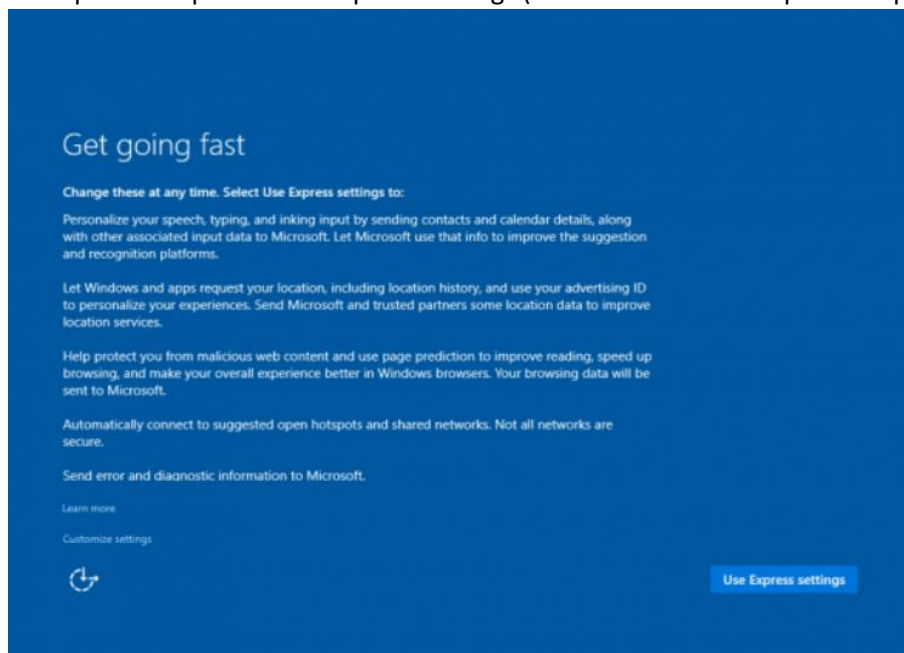 Get going fast
Change these at any time. Select Use Express settings to:
Personalize your speech, typing, and inking input by sending contacts and calendar details, along
with other associated input data to Microsoft. Let Microsoft use that info to improve the suggestion
and recognition platforms.
Let Windows and apps request your location, including location history, and use your advertising ID
to personalize your experiences. Send Microsoft and trusted partners some location data to improve
location services.
Help protect you from malicious web content and use page prediction to improve reading, speed up
browsing, and make your overall experience better in Windows browsers. Your browsing data will be
sent to Microsoft.
Automatically connect to suggested open hotspots and shared networks. Not all networks are
secure.
Send error and diagnostic information to Microsoft.
Learn more
Customize settings
Use Express settings